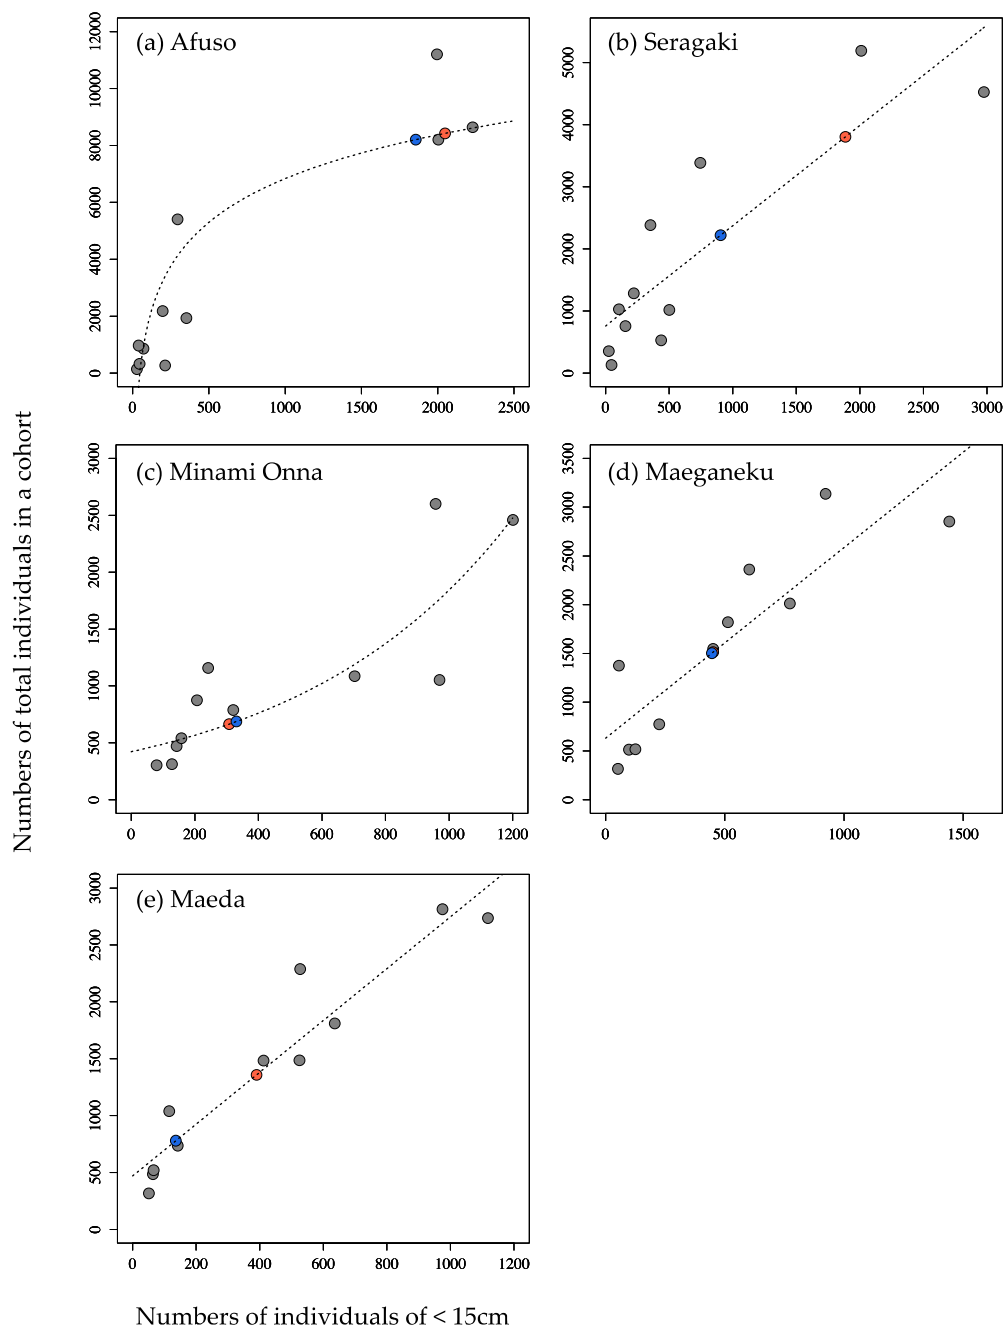 (a) Afuso
0 2000 4000 6000 8000 10000 12000
0 500 1000 1500 2000 2500
(b) Seragaki
0 1000 2000 3000 4000 5000
0 500 1000 1500 2000 2500 3000
Numbers of total individuals in a cohort
(c) Minami Onna
0 500 1000 1500 2000 2500 3000
0 200 400 600 800 1000 1200
(d) Maeganeku
0 500 1000 1500 2000 2500 3000 3500
0 500 1000 1500
(e) Maeda
0 500 1000 1500 2000 2500 3000
0 200 400 600 800 1000 1200
Numbers of individuals of < 15cm